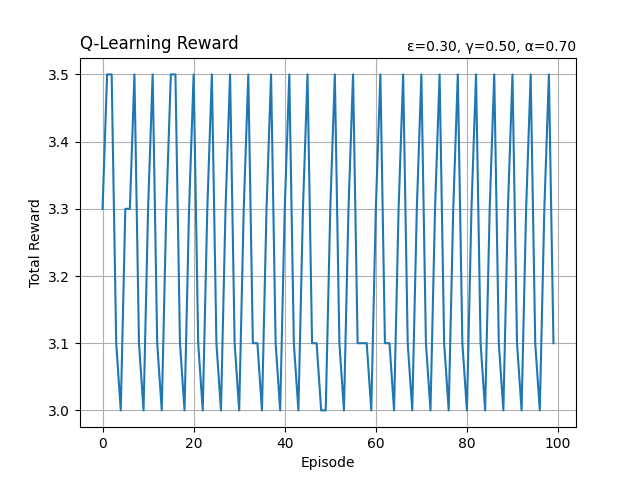 Q-Learning Reward
ε=0.30, γ=0.50, α=0.70
Total Reward
3.5
3.4
3.3
3.2
3.1
3.0
0 20 40 60 80 100
Episode